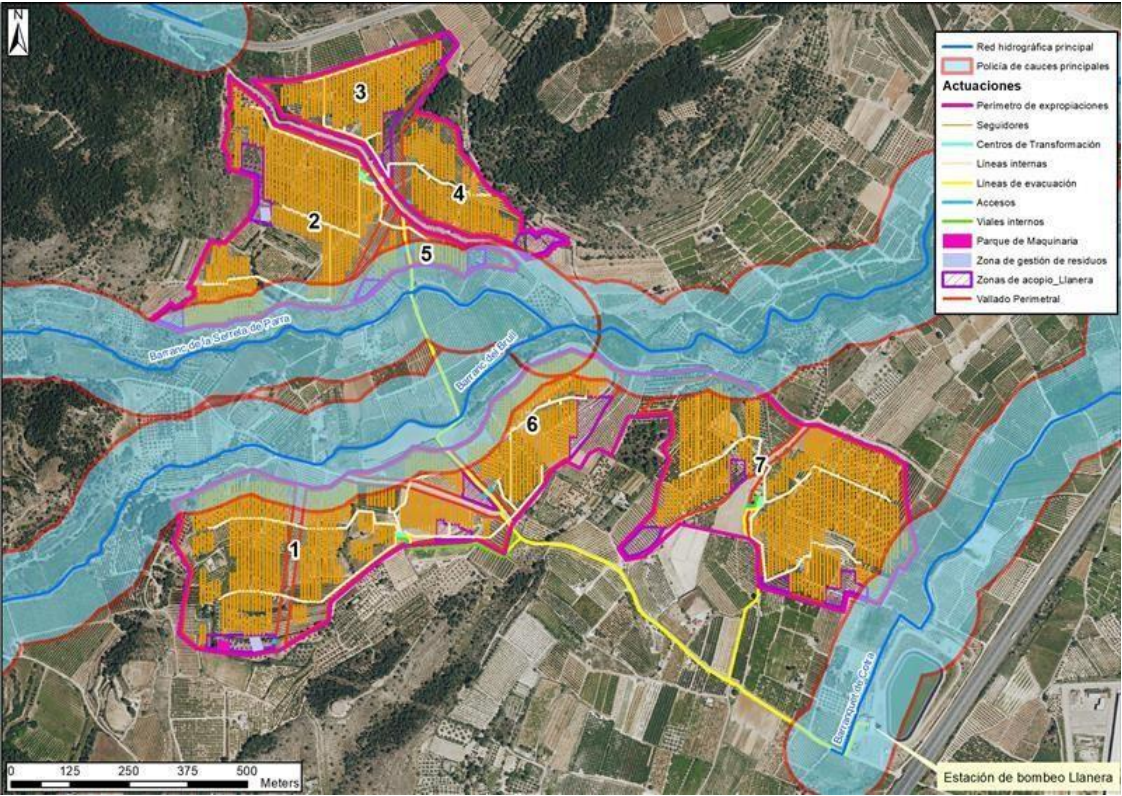 N
Red hidrográfica principal
Policía de cauces principales
Actuaciones
Perímetro de expropiaciones
Seguidores
Centros de Transformación
Líneas internas
Líneas de evacuación
Accesos
Viales internos
Parque de Maquinaria
Zona de gestión de residuos
Zonas de acopio_Llanera
Vallado Perimetral
3
4
2
5
Barranc de la Serreta de Parra
Barranc del Bruil
6
7
1
Barranquet de Cotra
0 125 250 375 500
Meters
Estación de bombeo Llanera